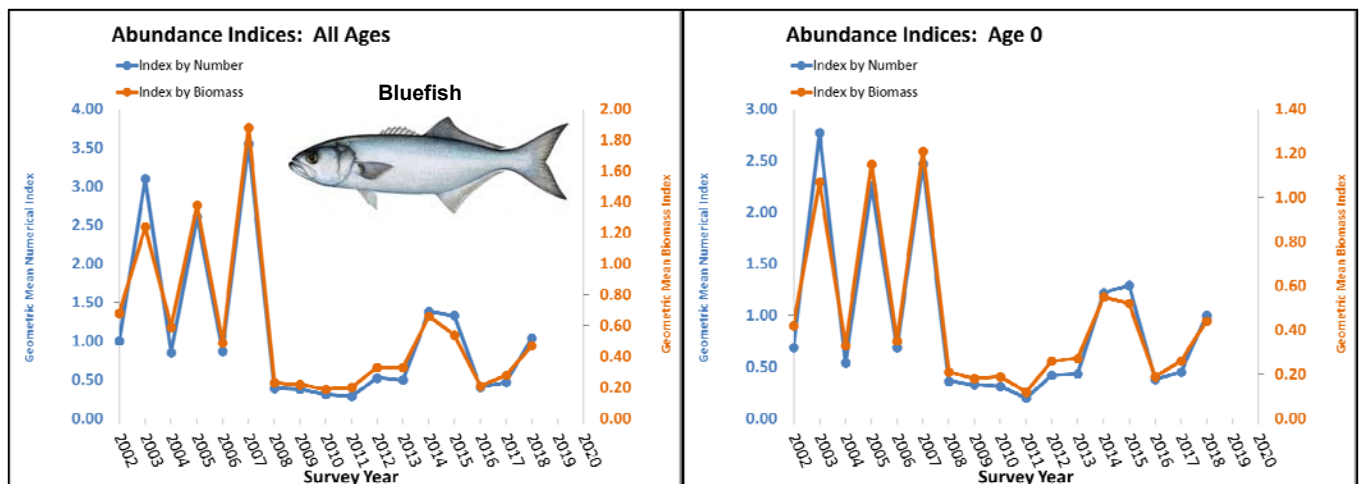 Abundance Indices:  All Ages
Index by Number
Index by Biomass
Bluefish
Geometric Mean Numerical Index
4.00
3.50
3.00
2.50
2.00
1.50
1.00
0.50
0.00
Geometric Mean Biomass Index
2.00
1.80
1.60
1.40
1.20
1.00
0.80
0.60
0.40
0.20
0.00
2002 2003 2004 2005 2006 2007 2008 2009 2010 2011 2012 2013 2014 2015 2016 2017 2018 2019 2020
Survey Year
Abundance Indices:  Age 0
Index by Number
Index by Biomass
Geometric Mean Numerical Index
3.00
2.50
2.00
1.50
1.00
0.50
0.00
Geometric Mean Biomass Index
1.40
1.20
1.00
0.80
0.60
0.40
0.20
0.00
2002 2003 2004 2005 2006 2007 2008 2009 2010 2011 2012 2013 2014 2015 2016 2017 2018 2019 2020
Survey Year